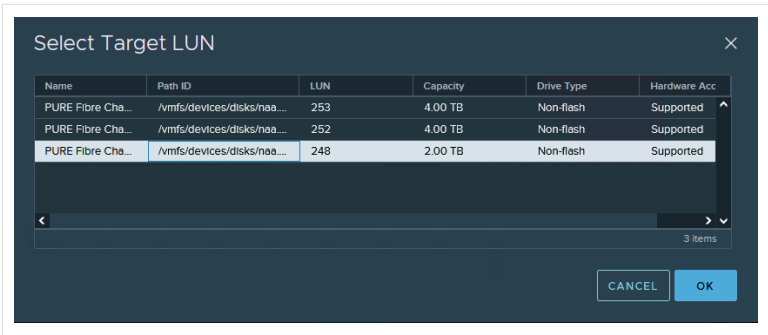 Select Target LUN
Name Path ID LUN Capacity Drive Type Hardware Acc
PURE Fibre Cha... /vmfs/devices/disks/naa.... 253 4.00 TB Non-flash Supported
PURE Fibre Cha... /vmfs/devices/disks/naa.... 252 4.00 TB Non-flash Supported
PURE Fibre Cha... /vmfs/devices/disks/naa.... 248 2.00 TB Non-flash Supported
3 items
CANCEL OK